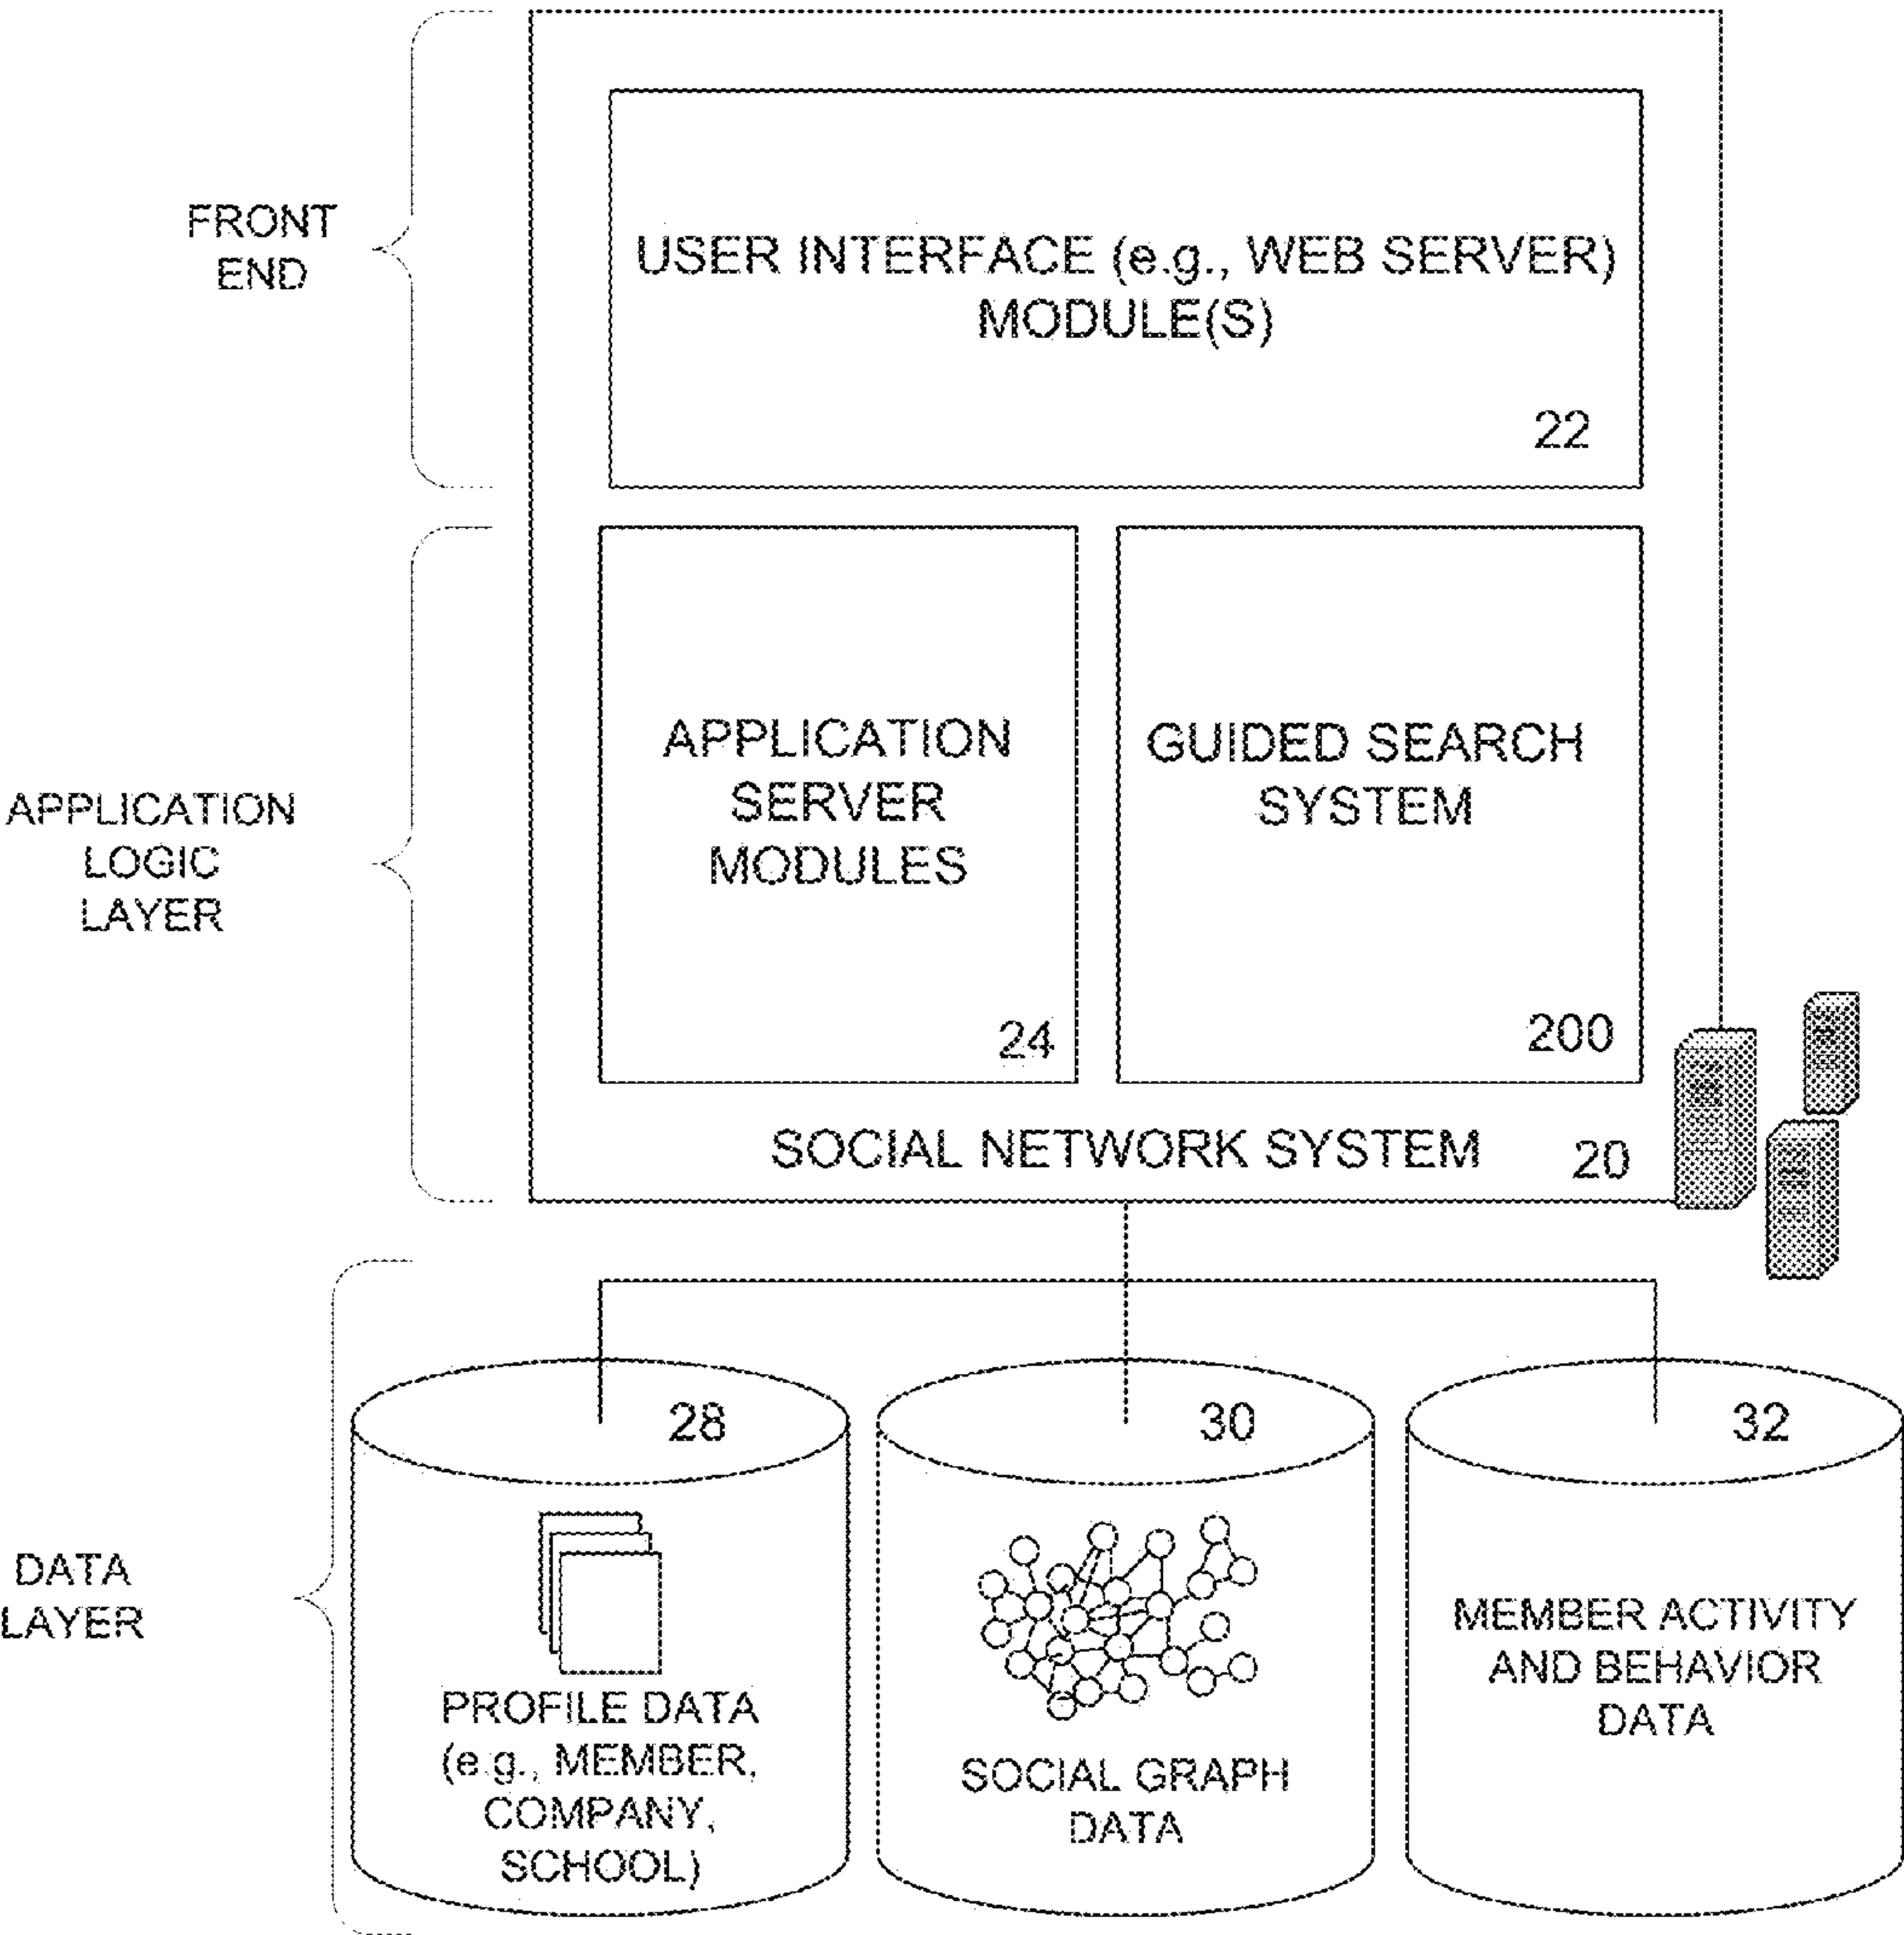 FRONT
END
USER INTERFACE (e.g., WEB SERVER)
MODULE(S)
22
APPLICATION
LOGIC
LAYER
APPLICATION
SERVER
MODULES
24
GUIDED SEARCH
SYSTEM
200
SOCIAL NETWORK SYSTEM
20
DATA
LAYER
28
PROFILE DATA
(e.g., MEMBER,
COMPANY,
SCHOOL)
30
SOCIAL GRAPH
DATA
32
MEMBER ACTIVITY
AND BEHAVIOR
DATA